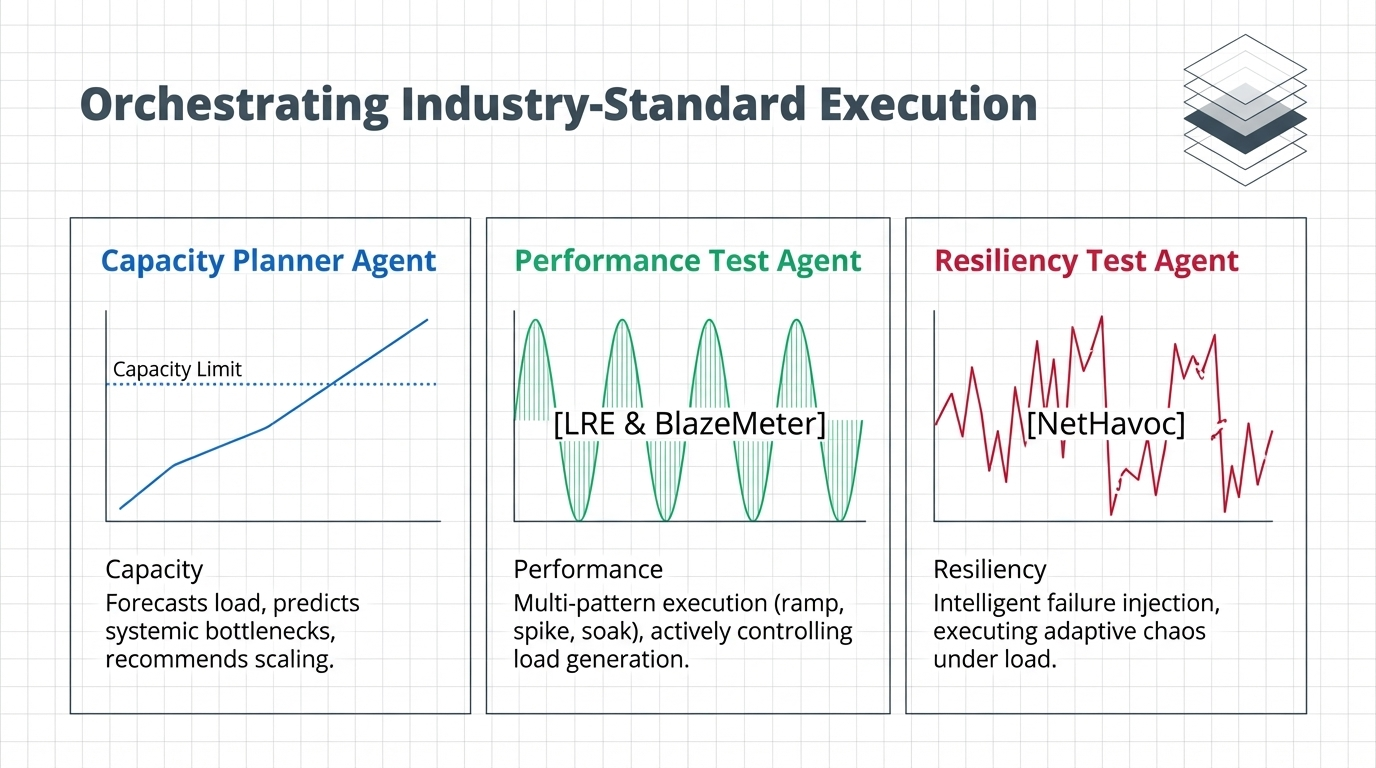 Orchestrating Industry-Standard Execution
Capacity Planner Agent
Capacity Limit
Capacity
Forecasts load, predicts
systemic bottlenecks,
recommends scaling.
Performance Test Agent
[LRE & BlazeMeter]
Performance
Multi-pattern execution (ramp,
spike, soak), actively controlling
load generation.
Resiliency Test Agent
[NetHavoc]
Resiliency
Intelligent failure injection,
executing adaptive chaos
under load.